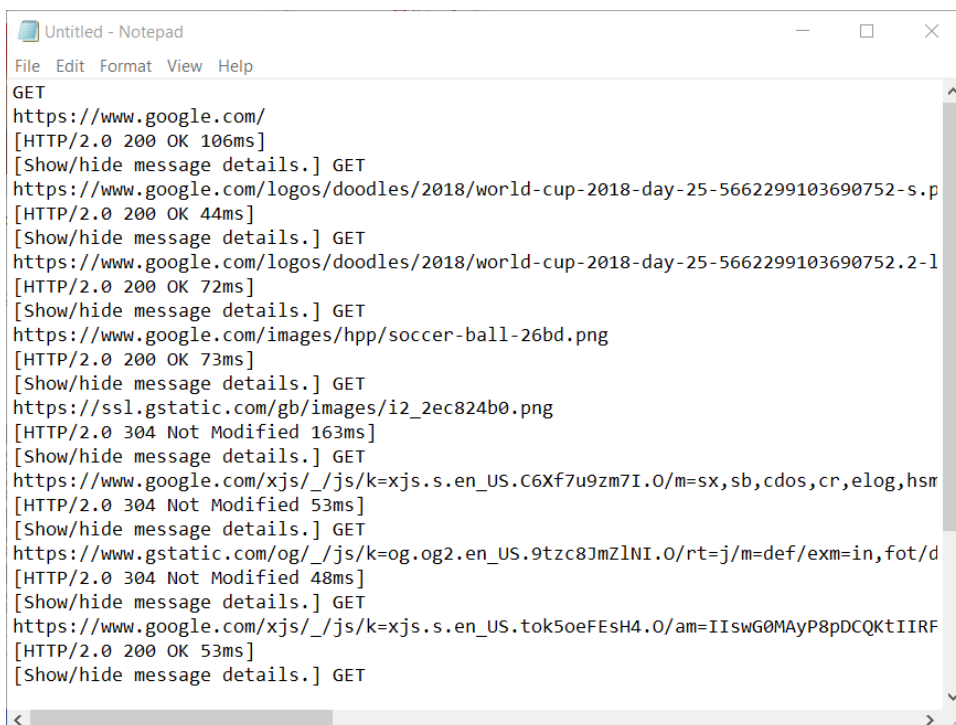 Untitled - Notepad
File Edit Format View Help
GET
https://www.google.com/
[HTTP/2.0 200 OK 106ms]
[Show/hide message details.] GET
https://www.google.com/logos/doodles/2018/world-cup-2018-day-25-5662299103690752-s.p
[HTTP/2.0 200 OK 44ms]
[Show/hide message details.] GET
https://www.google.com/logos/doodles/2018/world-cup-2018-day-25-5662299103690752.2-l
[HTTP/2.0 200 OK 72ms]
[Show/hide message details.] GET
https://www.google.com/images/hpp/soccer-ball-26bd.png
[HTTP/2.0 200 OK 73ms]
[Show/hide message details.] GET
https://ssl.gstatic.com/gb/images/i2_2ec824b0.png
[HTTP/2.0 304 Not Modified 163ms]
[Show/hide message details.] GET
https://www.google.com/xjs/_/js/k=xjs.s.en_US.C6Xf7u9zm7I.O/m=sx,sb,cdos,cr,elog,hsm
[HTTP/2.0 304 Not Modified 53ms]
[Show/hide message details.] GET
https://www.gstatic.com/og/_/js/k=og.og2.en_US.9tzc8JmZlNI.O/rt=j/m=def/exm=in,fot/d
[HTTP/2.0 304 Not Modified 48ms]
[Show/hide message details.] GET
https://www.google.com/xjs/_/js/k=xjs.s.en_US.tok5oeFEsH4.O/am=IIswG0MAyP8pDCQKtIIRF
[HTTP/2.0 200 OK 53ms]
[Show/hide message details.] GET